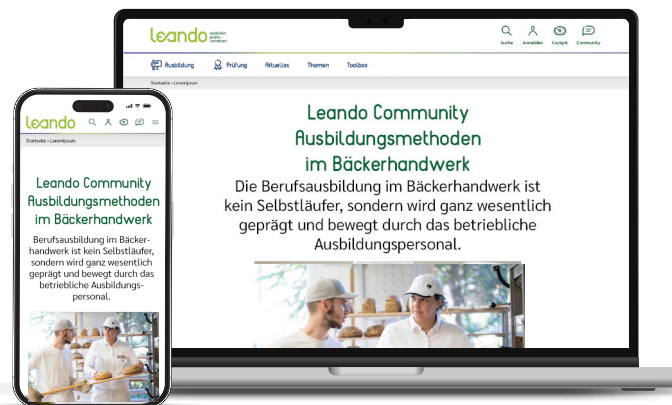 leando
ausbilden
prüfen
vernetzen
Suche
Anmelden
Cockpit
Community
Ausbildung
Prüfung
Aktuelles
Themen
Toolbox
Startseite › Loremipsum
Leando Community
Ausbildungsmethoden
im Bäckerhandwerk
Die Berufsausbildung im Bäckerhandwerk ist
kein Selbstläufer, sondern wird ganz wesentlich
geprägt und bewegt durch das betriebliche
Ausbildungspersonal.
leando
Startseite › Loremipsum
Leando Community
Ausbildungsmethoden
im Bäckerhandwerk
Berufsausbildung im Bäcker-
handwerk ist kein Selbstläufer,
sondern wird ganz wesentlich
geprägt und bewegt durch das
betriebliche Ausbildungs-
personal.